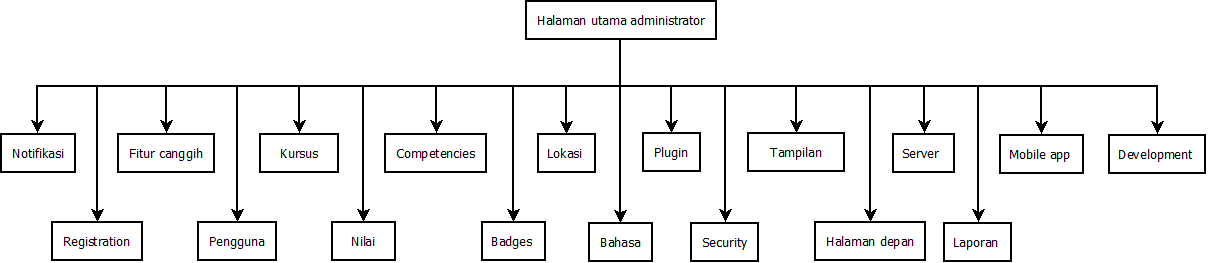 Halaman utama administrator
Notifikasi
Fitur canggih
Kursus
Competencies
Lokasi
Plugin
Tampilan
Server
Mobile app
Development
Registration
Pengguna
Nilai
Badges
Bahasa
Security
Halaman depan
Laporan